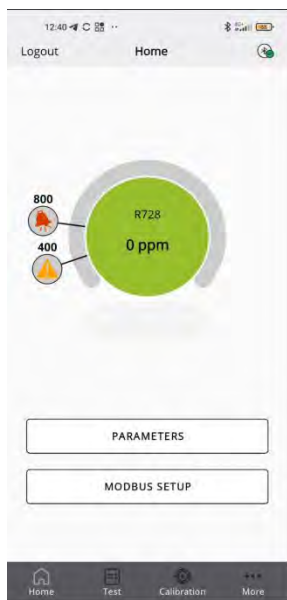 12:40
Logout Home
800
R728
400
0 ppm
PARAMETERS
MODBUS SETUP
Home Test Calibration More